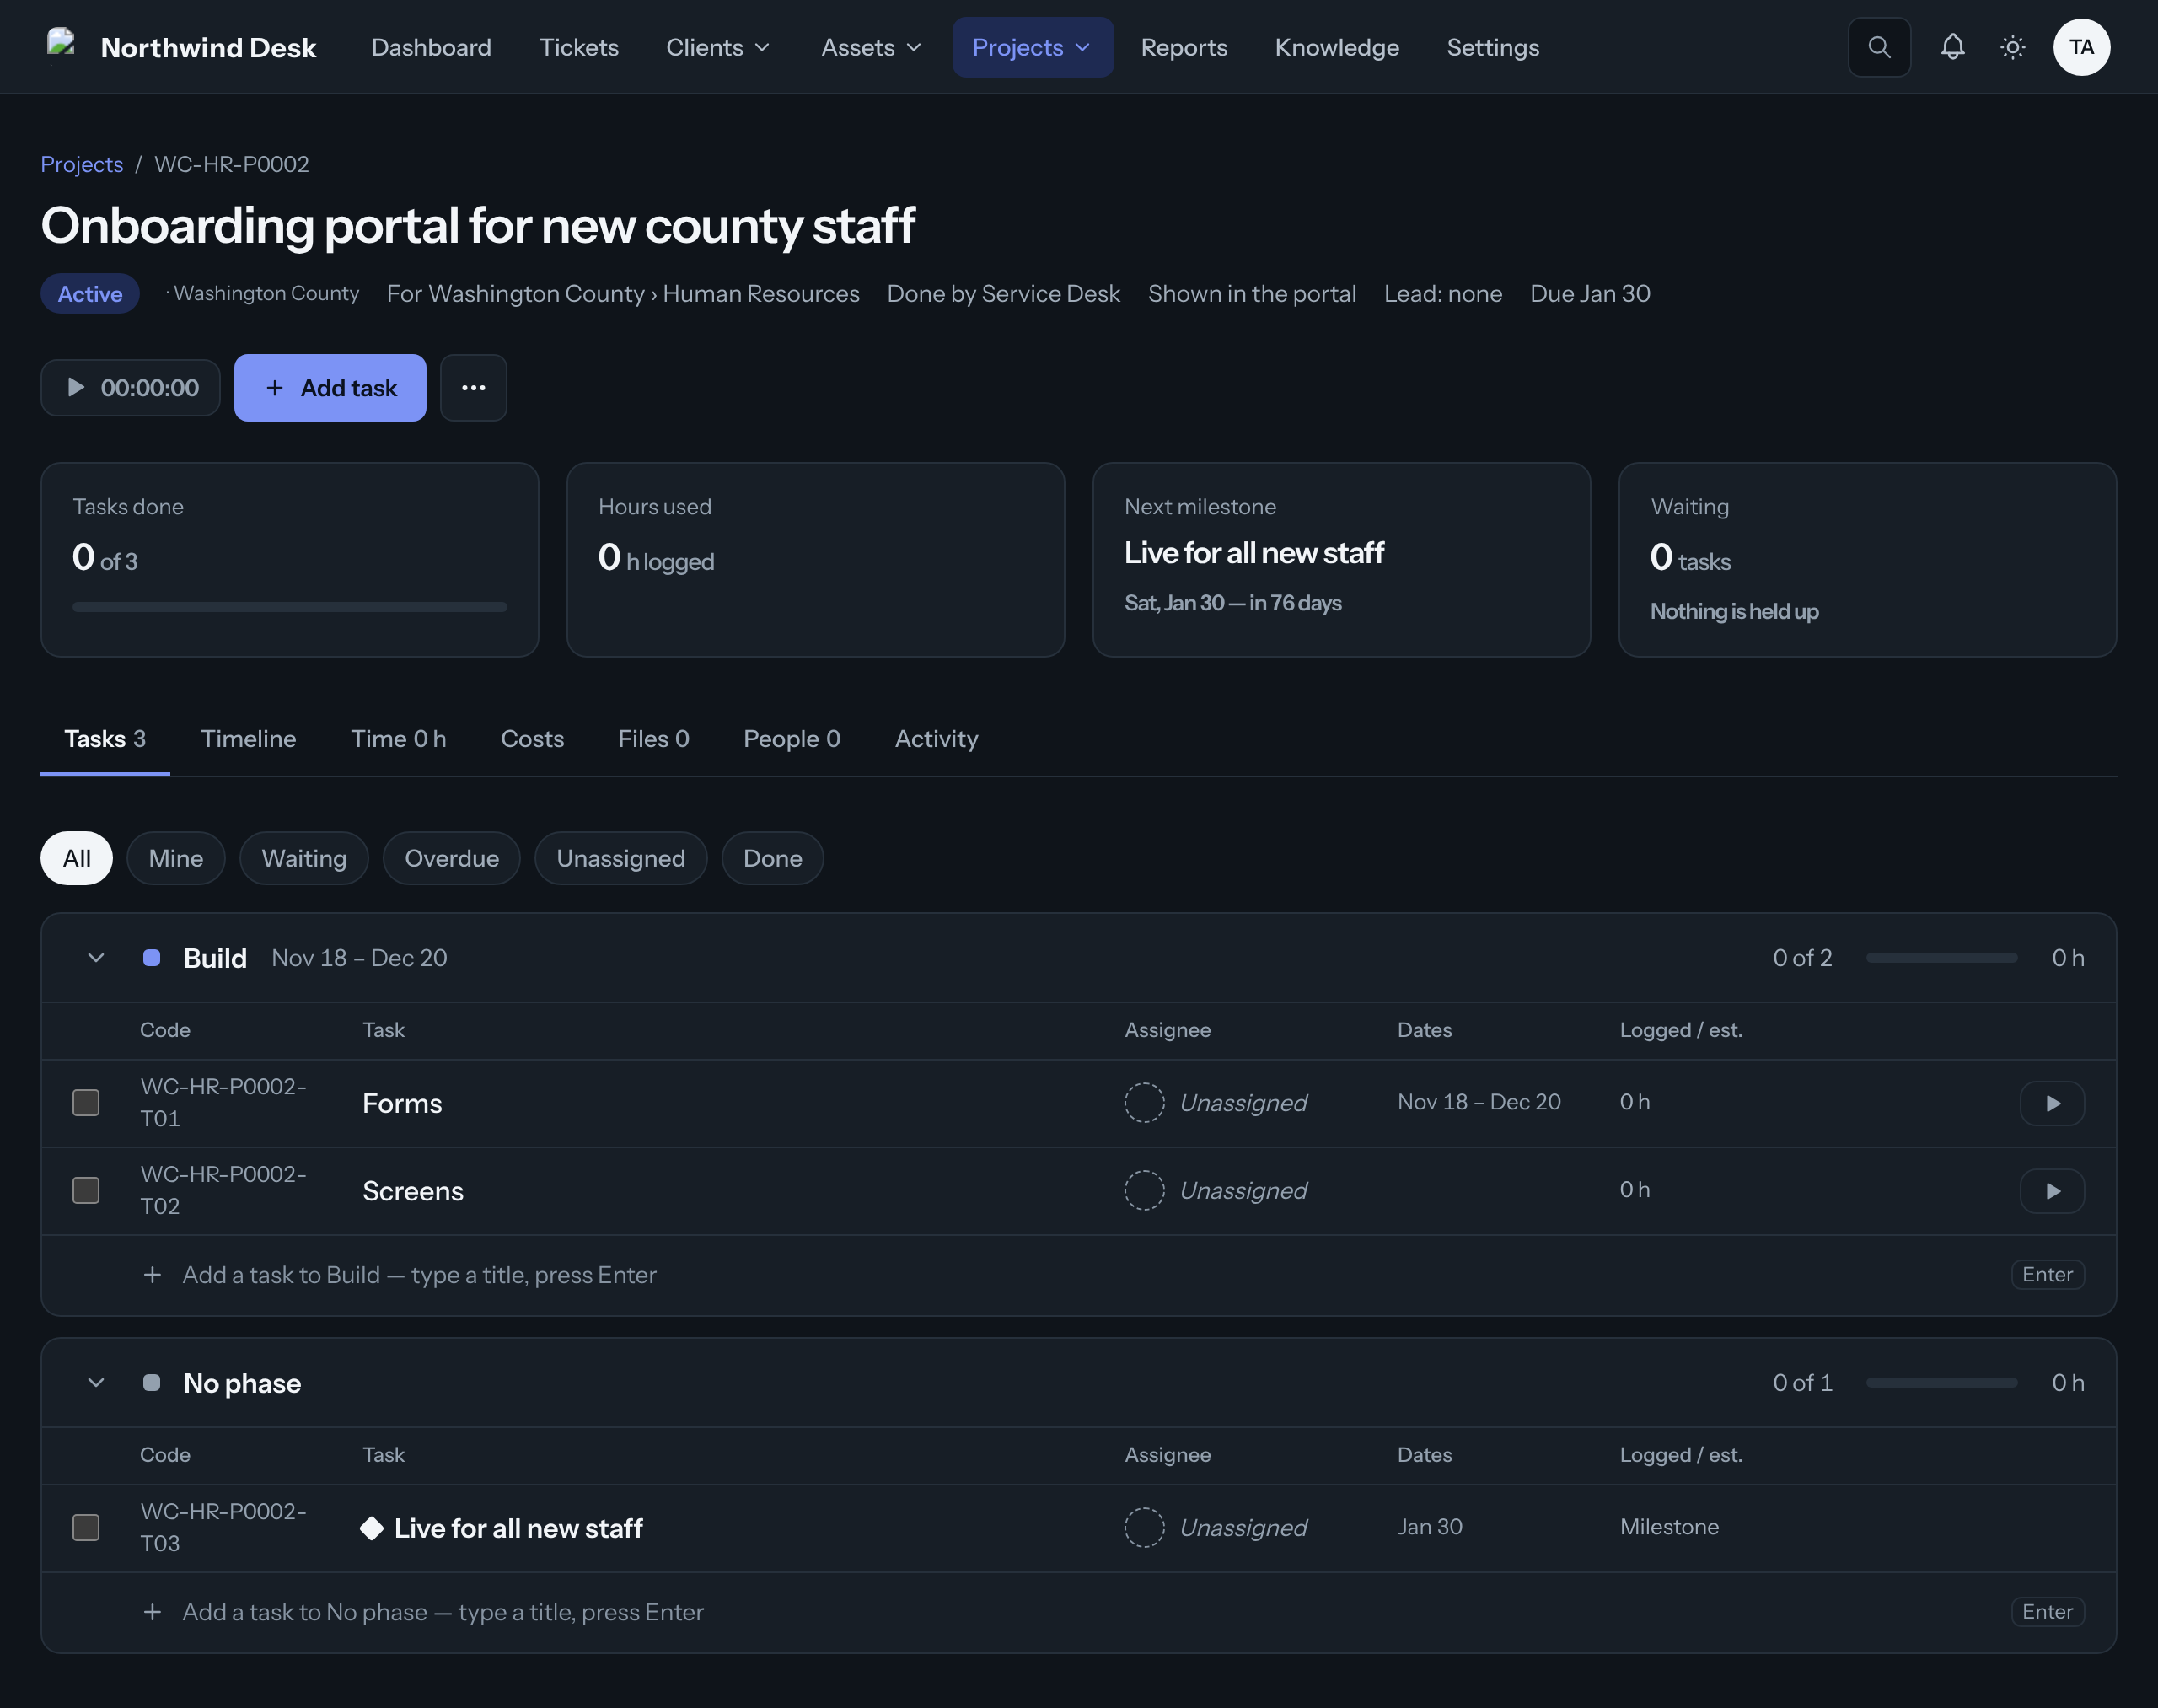 Northwind Desk Dashboard Tickets Clients Assets Projects Reports Knowledge Settings TA
Projects / WC-HR-P0002
Onboarding portal for new county staff
Active · Washington County For Washington County › Human Resources Done by Service Desk Shown in the portal Lead: none Due Jan 30
00:00:00 + Add task ...
Tasks done Hours used Next milestone Waiting
0 of 3 0 h logged Live for all new staff 0 tasks
Sat, Jan 30 — in 76 days Nothing is held up
Tasks 3 Timeline Time 0 h Costs Files 0 People 0 Activity
All Mine Waiting Overdue Unassigned Done
Build Nov 18 – Dec 20 0 of 2 0 h
Code Task Assignee Dates Logged / est.
WC-HR-P0002-
T01 Forms Unassigned Nov 18 – Dec 20 0 h
WC-HR-P0002-
T02 Screens Unassigned 0 h
+ Add a task to Build — type a title, press Enter Enter
No phase 0 of 1 0 h
Code Task Assignee Dates Logged / est.
WC-HR-P0002-
T03 Live for all new staff Unassigned Jan 30 Milestone
+ Add a task to No phase — type a title, press Enter Enter